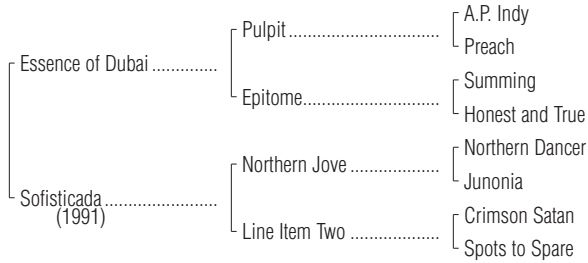 A.P. Indy
Pulpit
Preach
Essence of Dubai
Summing
Epitome
Honest and True
Northern Dancer
Northern Jove
Junonia
Sofisticada
(1991)
Crimson Satan
Line Item Two
Spots to Spare